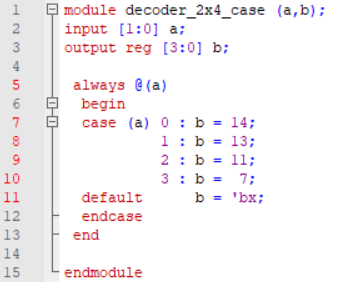 1 module decoder_2x4_case (a,b);
2 input [1:0] a;
3 output reg [3:0] b;
4
5 always @(a)
6 begin
7 case (a) 0 : b = 14;
8 1 : b = 13;
9 2 : b = 11;
10 3 : b = 7;
11 default b = 'bx;
12 endcase
13 end
14
15 endmodule